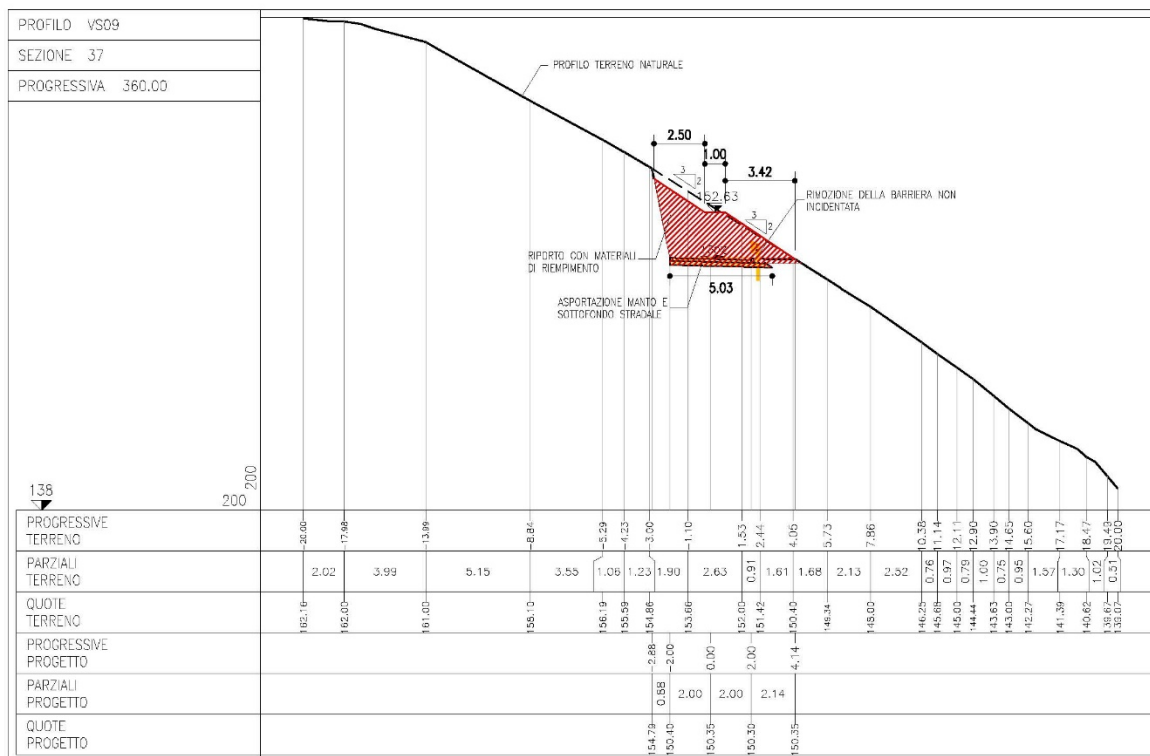 PROFILO VS09
SEZIONE 37
PROGRESSIVA 360.00
PROFILO TERRENO NATURALE
2.50
1.00
3.42
3
2
152.63
3
2
RIMOZIONE DELLA BARRIERA NON
INCIDENTATA
RIPORTO CON MATERIALI
DI RIEMPIMENTO
5.03
ASPORTAZIONE MANTO E
SOTTOFONDO STRADALE
138
200
200
PROGRESSIVE
TERRENO
-20.00 -17.98 -13.99 -8.84 -5.29 -4.23 -3.00 -1.10 1.53 2.44 4.05 5.73 7.86 10.38 11.14 12.11 12.90 13.90 14.65 15.60 17.17 18.47 19.49 20.00
PARZIALI
TERRENO
2.02 3.99 5.15 3.55 1.06 1.23 1.90 2.63 0.91 1.61 1.68 2.13 2.52 0.76 0.97 0.79 1.00 0.75 0.95 1.57 1.30 1.02 0.51
QUOTE
TERRENO
162.16 162.00 161.00 158.10 156.19 155.59 154.86 153.66 152.00 151.42 150.40 149.34 148.00 146.25 145.68 145.00 144.44 143.63 143.00 142.27 141.39 140.62 139.67 139.07
PROGRESSIVE
PROGETTO
-2.88 -2.00 0.00 2.00 4.14
PARZIALI
PROGETTO
0.88 2.00 2.00 2.14
QUOTE
PROGETTO
154.79 150.40 150.35 150.30 150.35